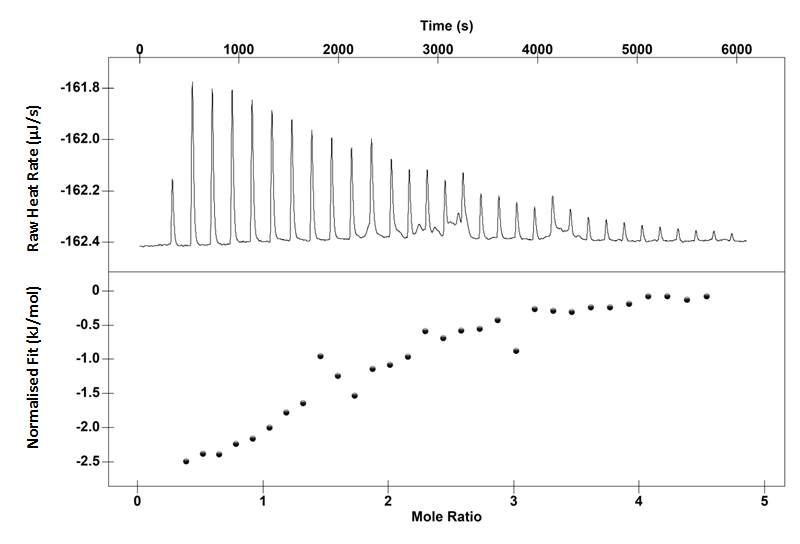 Time (s)
0 1000 2000 3000 4000 5000 6000
Raw Heat Rate (µJ/s)
-161.8
-162.0
-162.2
-162.4
Normalised Fit (kJ/mol)
0
-0.5
-1.0
-1.5
-2.0
-2.5
0 1 2 3 4 5
Mole Ratio